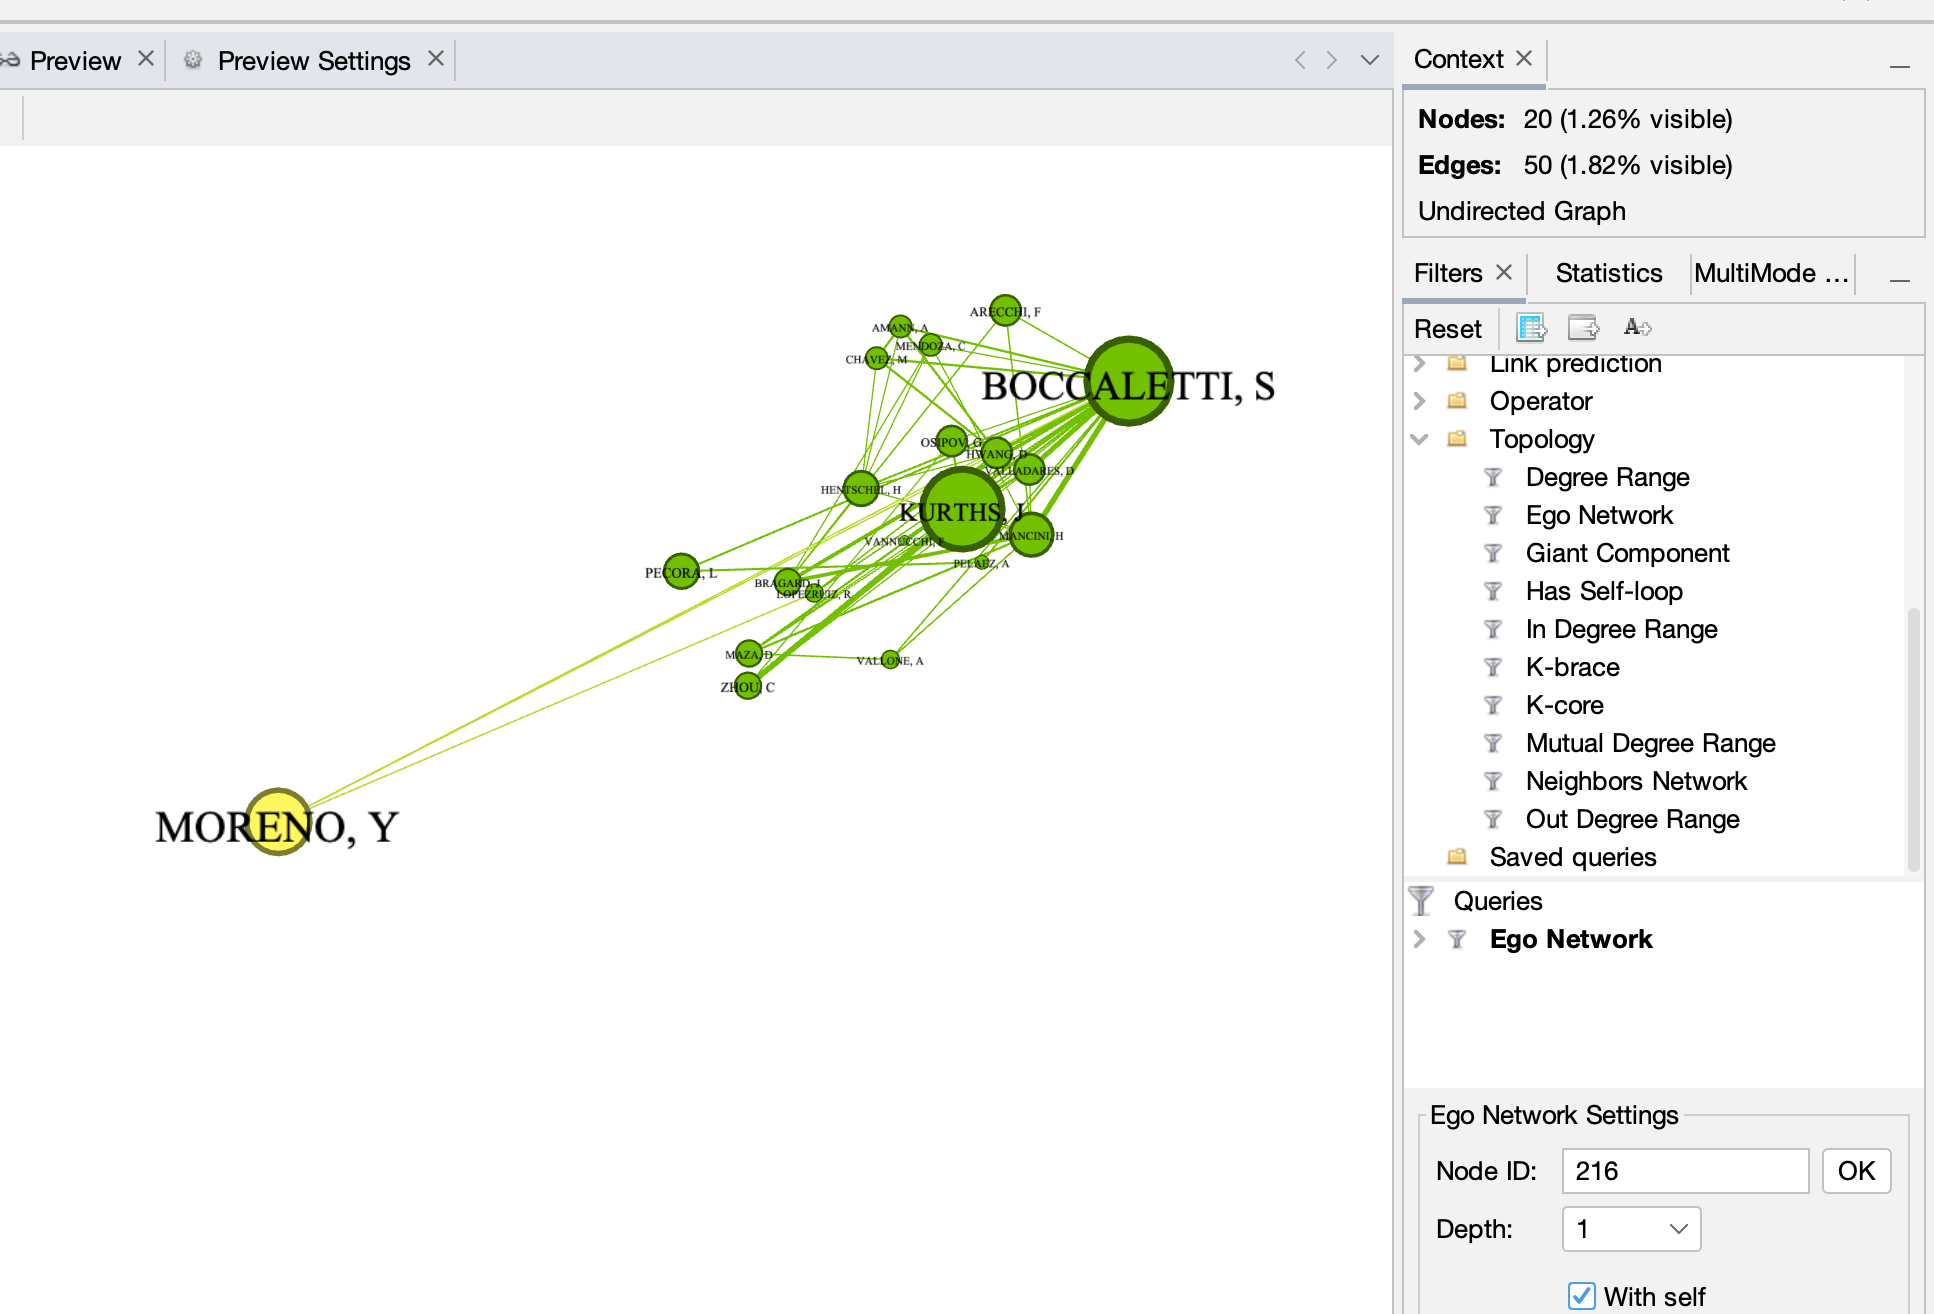 Preview
Preview Settings
Context
Nodes: 20 (1.26% visible)
Edges: 50 (1.82% visible)
Undirected Graph
Filters
Statistics
MultiMode ...
Reset
Link prediction
Operator
Topology
Degree Range
Ego Network
Giant Component
Has Self-loop
In Degree Range
K-brace
K-core
Mutual Degree Range
Neighbors Network
Out Degree Range
Saved queries
Queries
Ego Network
Ego Network Settings
Node ID: 216 OK
Depth: 1
With self
ARECCHI, F
AMANN, A
MENDOZA, C
CHAVEZ, M
BOCCALETTI, S
OSIPOV, G
HWANG, D
VALLADARES, D
HENTSCHEL, H
KURTHS, J
MANCINI, H
VANNUCCHI, F
PELAEZ, A
PECORA, L
BRAGARD, J
LOPEZRUIZ, R
MAZA, D
VALLONE, A
ZHOU, C
MORENO, Y